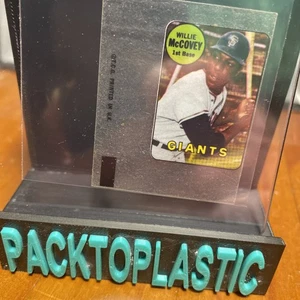 WILLIE
McCOVEY
1st Base
GIANTS
PACKTOPLASTIC